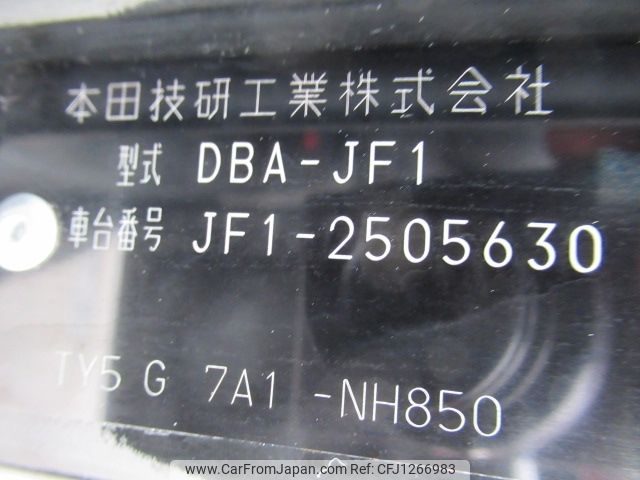 本田技研工業株式会社
型式 DBA-JF1
車台番号 JF1-2505630
TY5 G 7A1 -NH850
www.CarFromJapan.com CFJ1266983